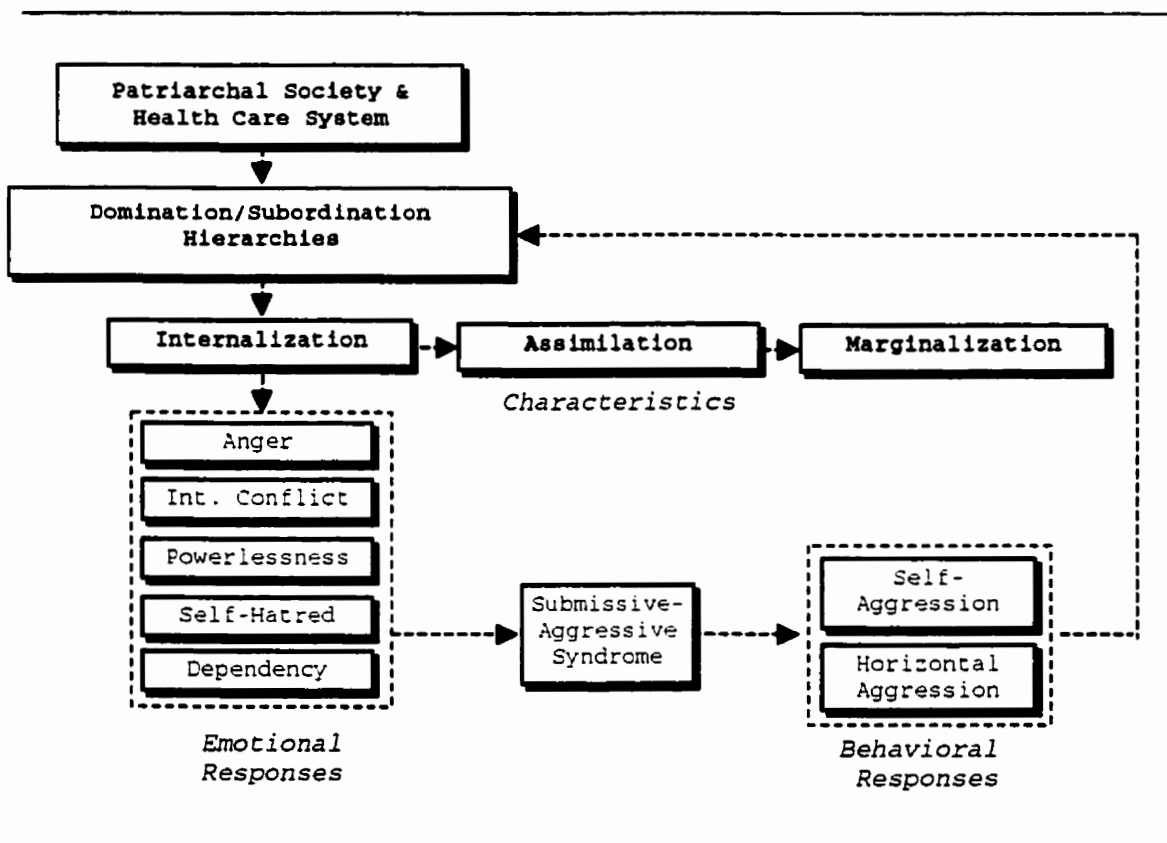 Patriarchal Society &
Health Care System
Domination/Subordination
Hierarchies
Internalization
Assimilation
Marginalization
Characteristics
Anger
Int. Conflict
Powerlessness
Self-Hatred
Dependency
Emotional
Responses
Submissive-
Aggressive
Syndrome
Self-
Aggression
Horizontal
Aggression
Behavioral
Responses